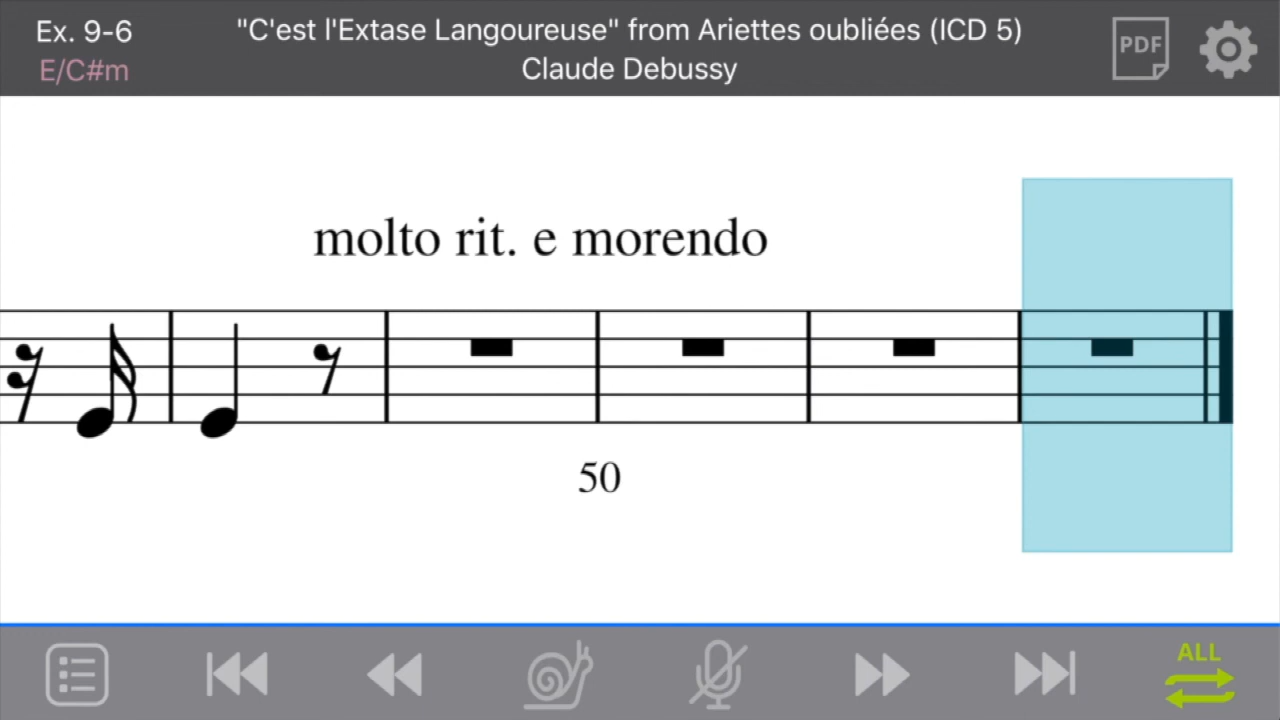 Ex. 9-6
E/C#m
"C'est l'Extase Langoureuse" from Ariettes oubliées (ICD 5)
Claude Debussy
PDF
molto rit. e morendo
50
ALL